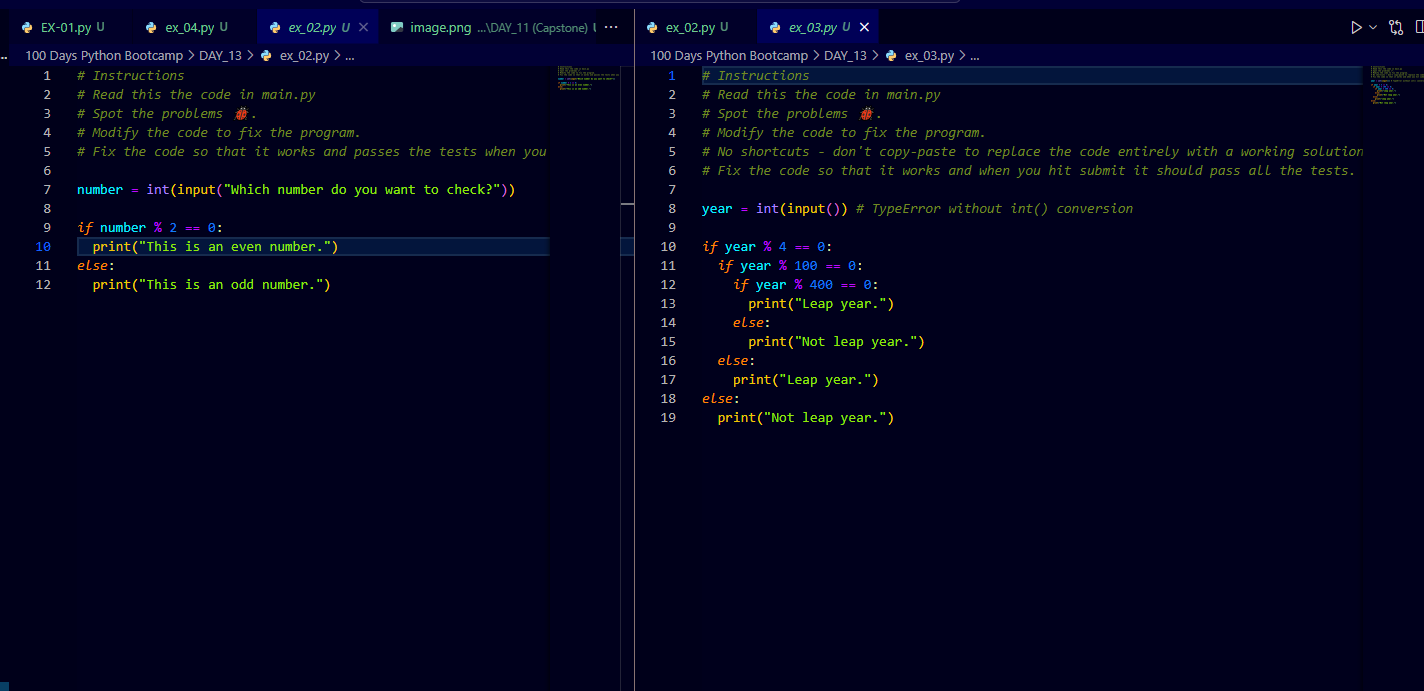 EX-01.py U
ex_04.py U
ex_02.py U
image.png ...\DAY_11 (Capstone) U ...
.. 100 Days Python Bootcamp > DAY_13 > ex_02.py > ...
1 # Instructions
2 # Read this the code in main.py
3 # Spot the problems 🐞.
4 # Modify the code to fix the program.
5 # Fix the code so that it works and passes the tests when you
6
7 number = int(input("Which number do you want to check?"))
8
9 if number % 2 == 0:
10   print("This is an even number.")
11 else:
12   print("This is an odd number.")
ex_02.py U
ex_03.py U
100 Days Python Bootcamp > DAY_13 > ex_03.py > ...
1 # Instructions
2 # Read this the code in main.py
3 # Spot the problems 🐞.
4 # Modify the code to fix the program.
5 # No shortcuts - don't copy-paste to replace the code entirely with a working solution
6 # Fix the code so that it works and when you hit submit it should pass all the tests.
7
8 year = int(input()) # TypeError without int() conversion
9
10 if year % 4 == 0:
11   if year % 100 == 0:
12     if year % 400 == 0:
13       print("Leap year.")
14     else:
15       print("Not leap year.")
16   else:
17     print("Leap year.")
18 else:
19   print("Not leap year.")